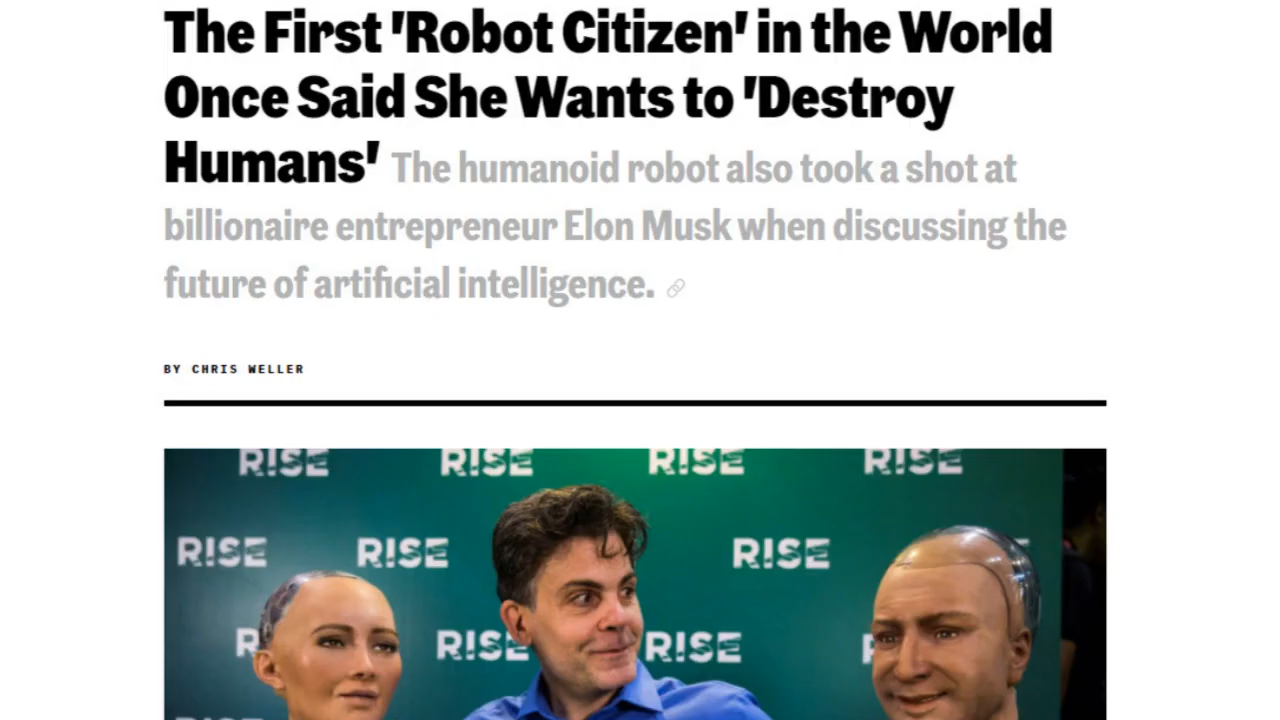 The First 'Robot Citizen' in the World
Once Said She Wants to 'Destroy
Humans' The humanoid robot also took a shot at
billionaire entrepreneur Elon Musk when discussing the
future of artificial intelligence.
BY CHRIS WELLER
RISE RISE RISE RISE
RISE RISE RISE
RISE RISE